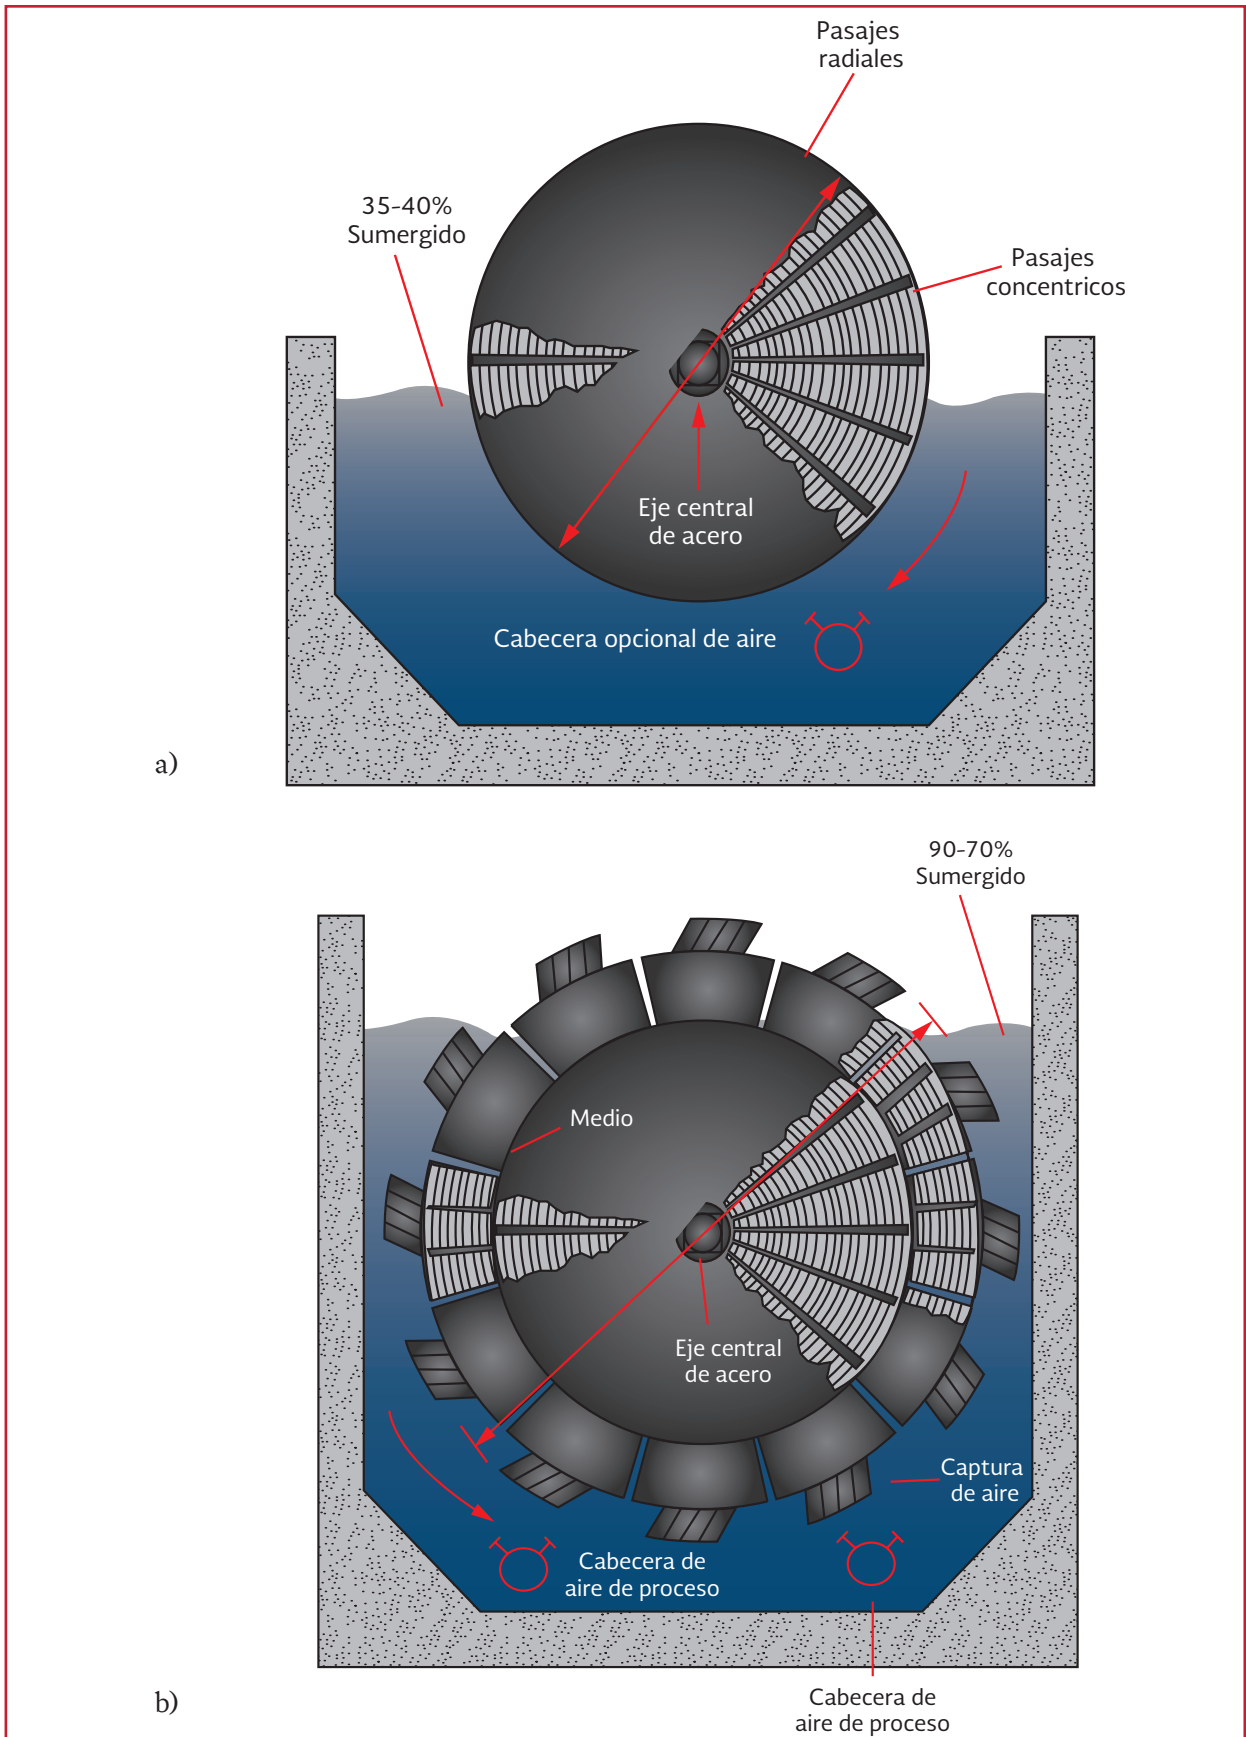 Pasajes
radiales
35-40%
Sumergido
Pasajes
concentricos
Eje central
de acero
Cabecera opcional de aire
a)
90-70%
Sumergido
Medio
Eje central
de acero
Captura
de aire
Cabecera de
aire de proceso
b)
Cabecera de
aire de proceso